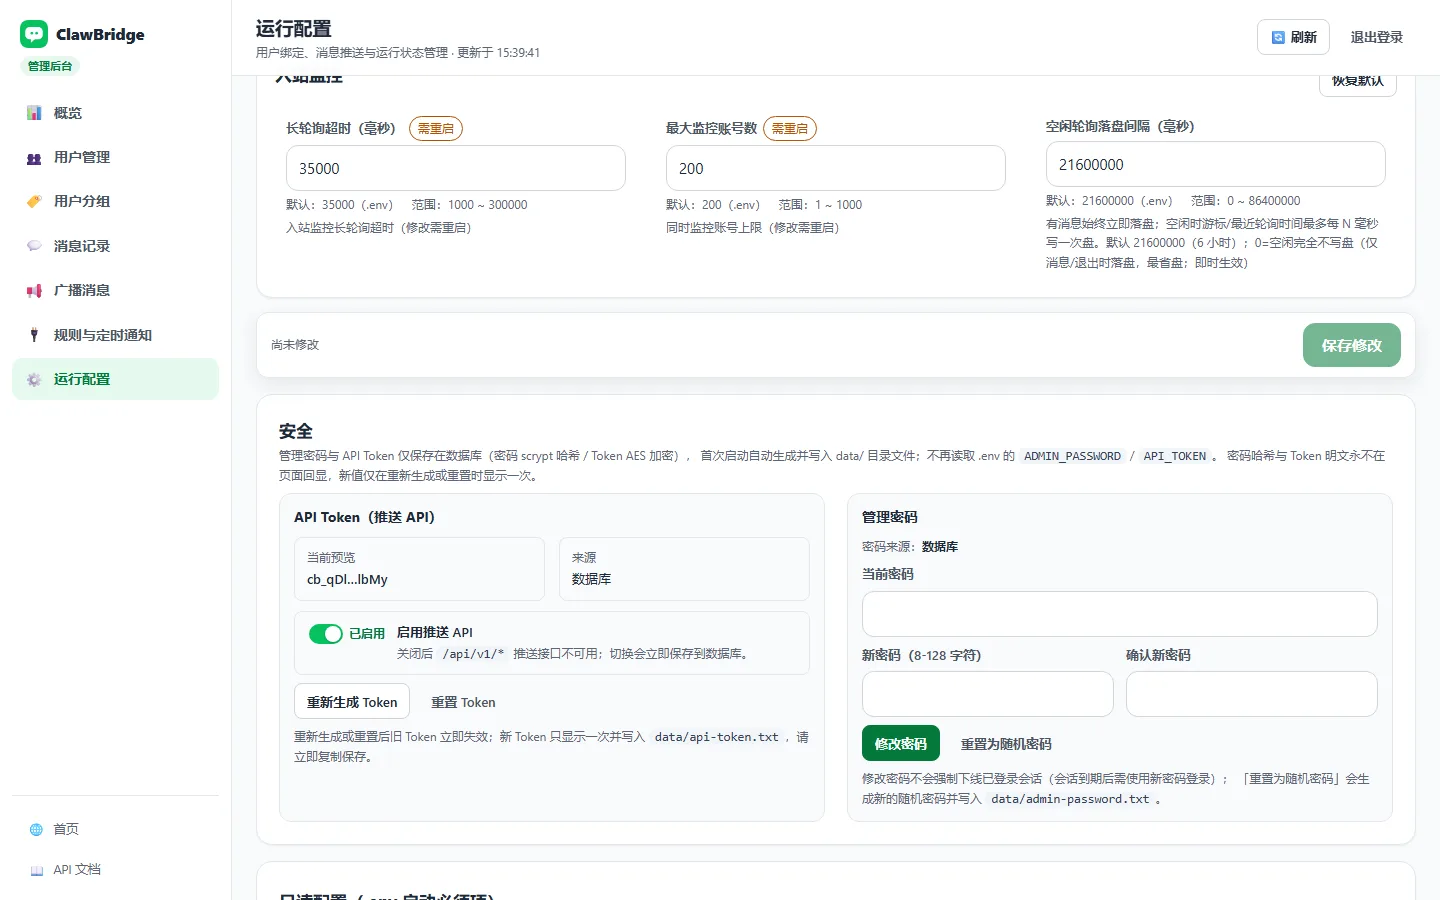 ClawBridge
管理后台
概览
用户管理
用户分组
消息记录
广播消息
规则与定时通知
运行配置
首页
API 文档
运行配置
用户绑定、消息推送与运行状态管理 · 更新于 15:39:41
刷新
退出登录
入站监控
恢复默认
长轮询超时（毫秒） 需重启
35000
默认：35000（.env） 范围：1000 ~ 300000
入站监控长轮询超时（修改需重启）
最大监控账号数 需重启
200
默认：200（.env） 范围：1 ~ 1000
同时监控账号上限（修改需重启）
空闲轮询落盘间隔（毫秒）
21600000
默认：21600000（.env） 范围：0 ~ 86400000
有消息始终立即落盘；空闲时游标/最近轮询时间最多每 N 毫秒
写一次盘。默认 21600000（6 小时）；0=空闲完全不写盘（仅
消息/退出时落盘，最省盘；即时生效）
尚未修改
保存修改
安全
管理密码与 API Token 仅保存在数据库（密码 scrypt 哈希 / Token AES 加密）， 首次启动自动生成并写入 data/ 目录文件；不再读取 .env 的 ADMIN_PASSWORD / API_TOKEN 。 密码哈希与 Token 明文永不在
页面回显，新值仅在重新生成或重置时显示一次。
API Token（推送 API）
当前预览
cb_qDl...lbMy
来源
数据库
已启用 启用推送 API
关闭后 /api/v1/* 推送接口不可用；切换会立即保存到数据库。
重新生成 Token
重置 Token
重新生成或重置后旧 Token 立即失效；新 Token 只显示一次并写入 data/api-token.txt ，请
立即复制保存。
管理密码
密码来源：数据库
当前密码
新密码（8-128 字符）
确认新密码
修改密码
重置为随机密码
修改密码不会强制下线已登录会话（会话到期后需使用新密码登录）； 「重置为随机密码」会生
成新的随机密码并写入 data/admin-password.txt 。
只读配置（.env 启动必须项）